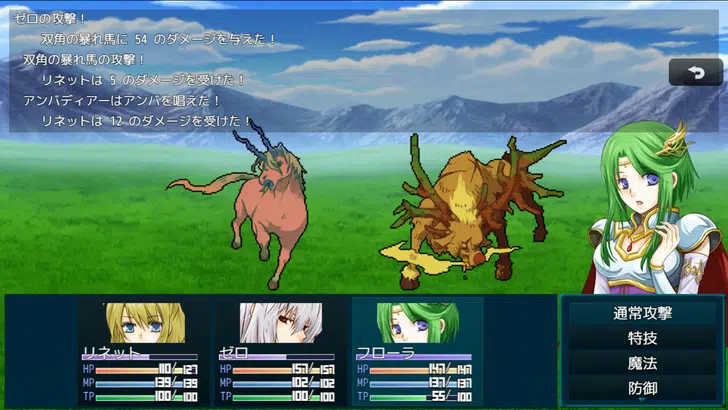 ゼロの攻撃！
双角の暴れ馬に 54 のダメージを与えた！
双角の暴れ馬の攻撃！
リネットは 5 のダメージを受けた！
アンバディアーはアンバを唱えた！
リネットは 12 のダメージを受けた！
リネット
HP 110/127
MP 139/139
TP 100/100
ゼロ
HP 157/157
MP 102/102
TP 100/100
フローラ
HP 147/147
MP 137/137
TP 55/100
通常攻撃
特技
魔法
防御